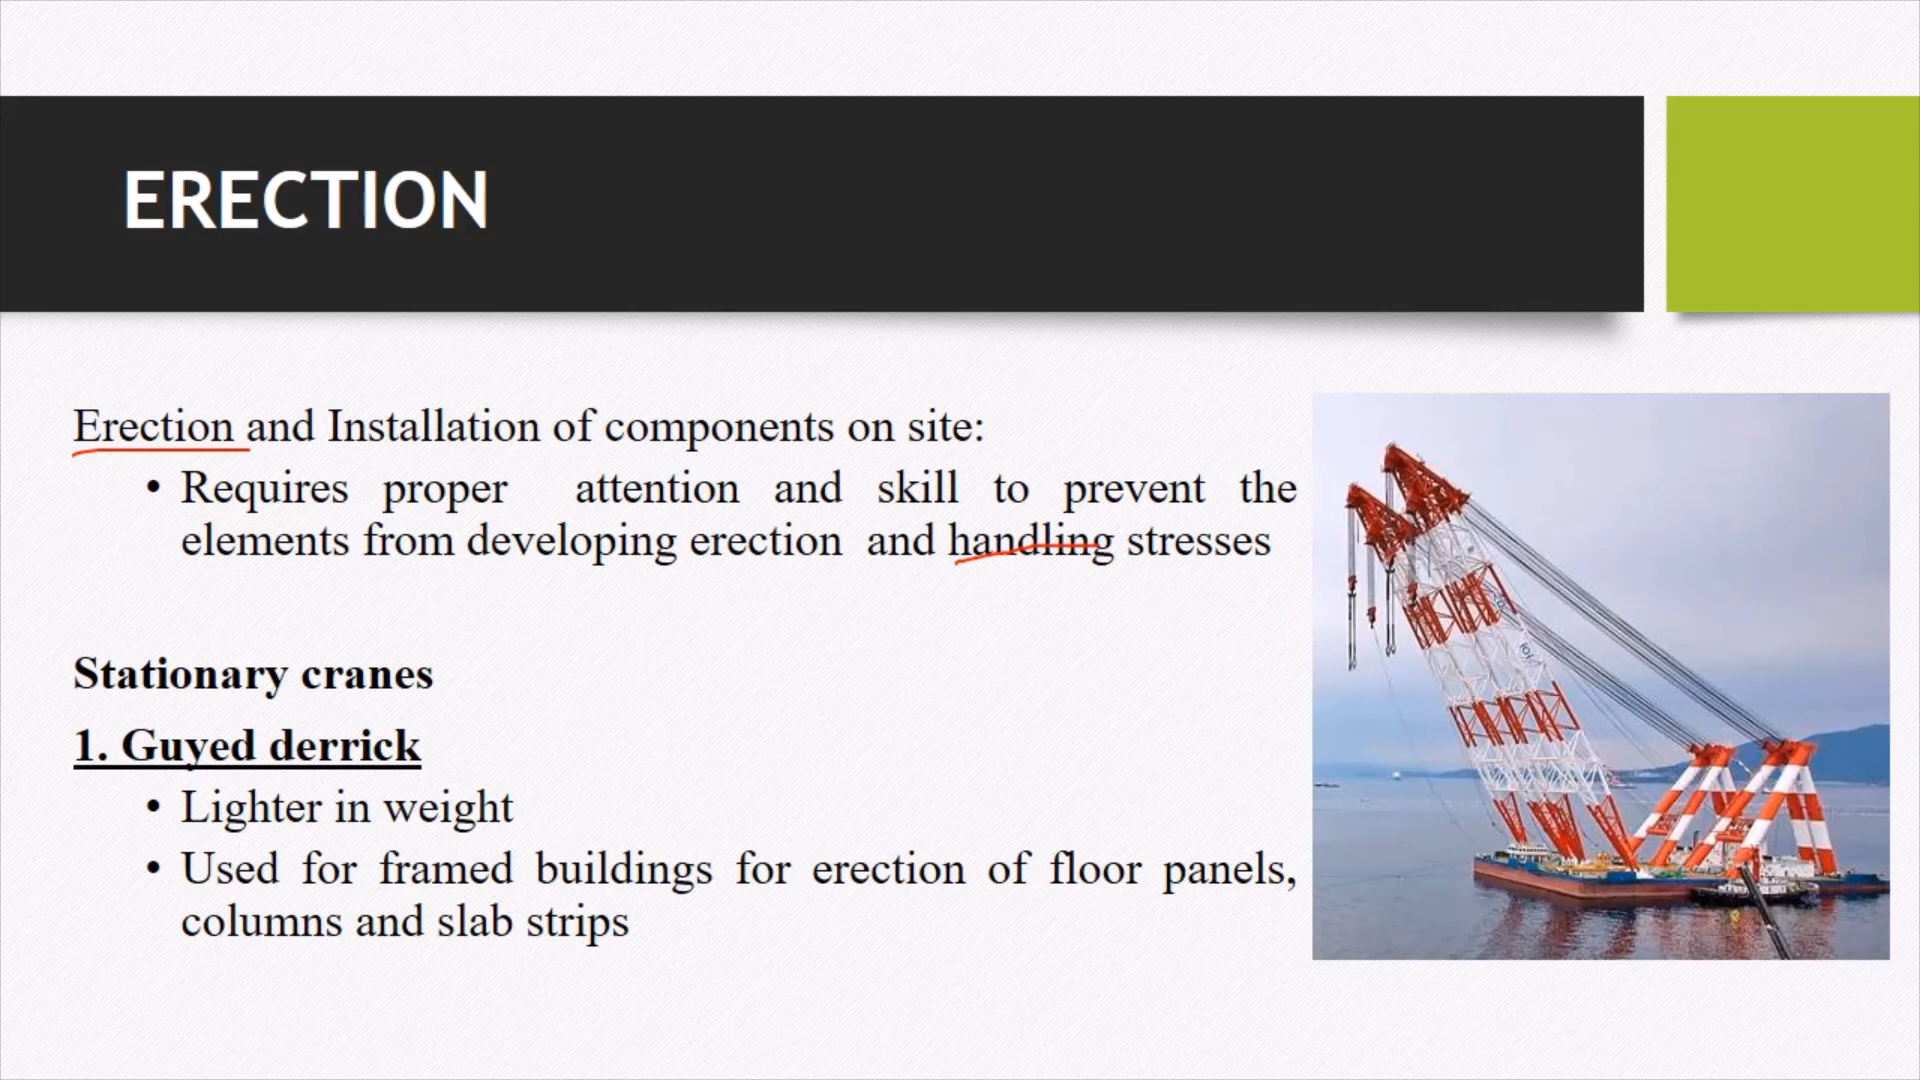 ERECTION
Erection and Installation of components on site:
• Requires proper attention and skill to prevent the
elements from developing erection and handling stresses
Stationary cranes
1. Guyed derrick
• Lighter in weight
• Used for framed buildings for erection of floor panels,
columns and slab strips